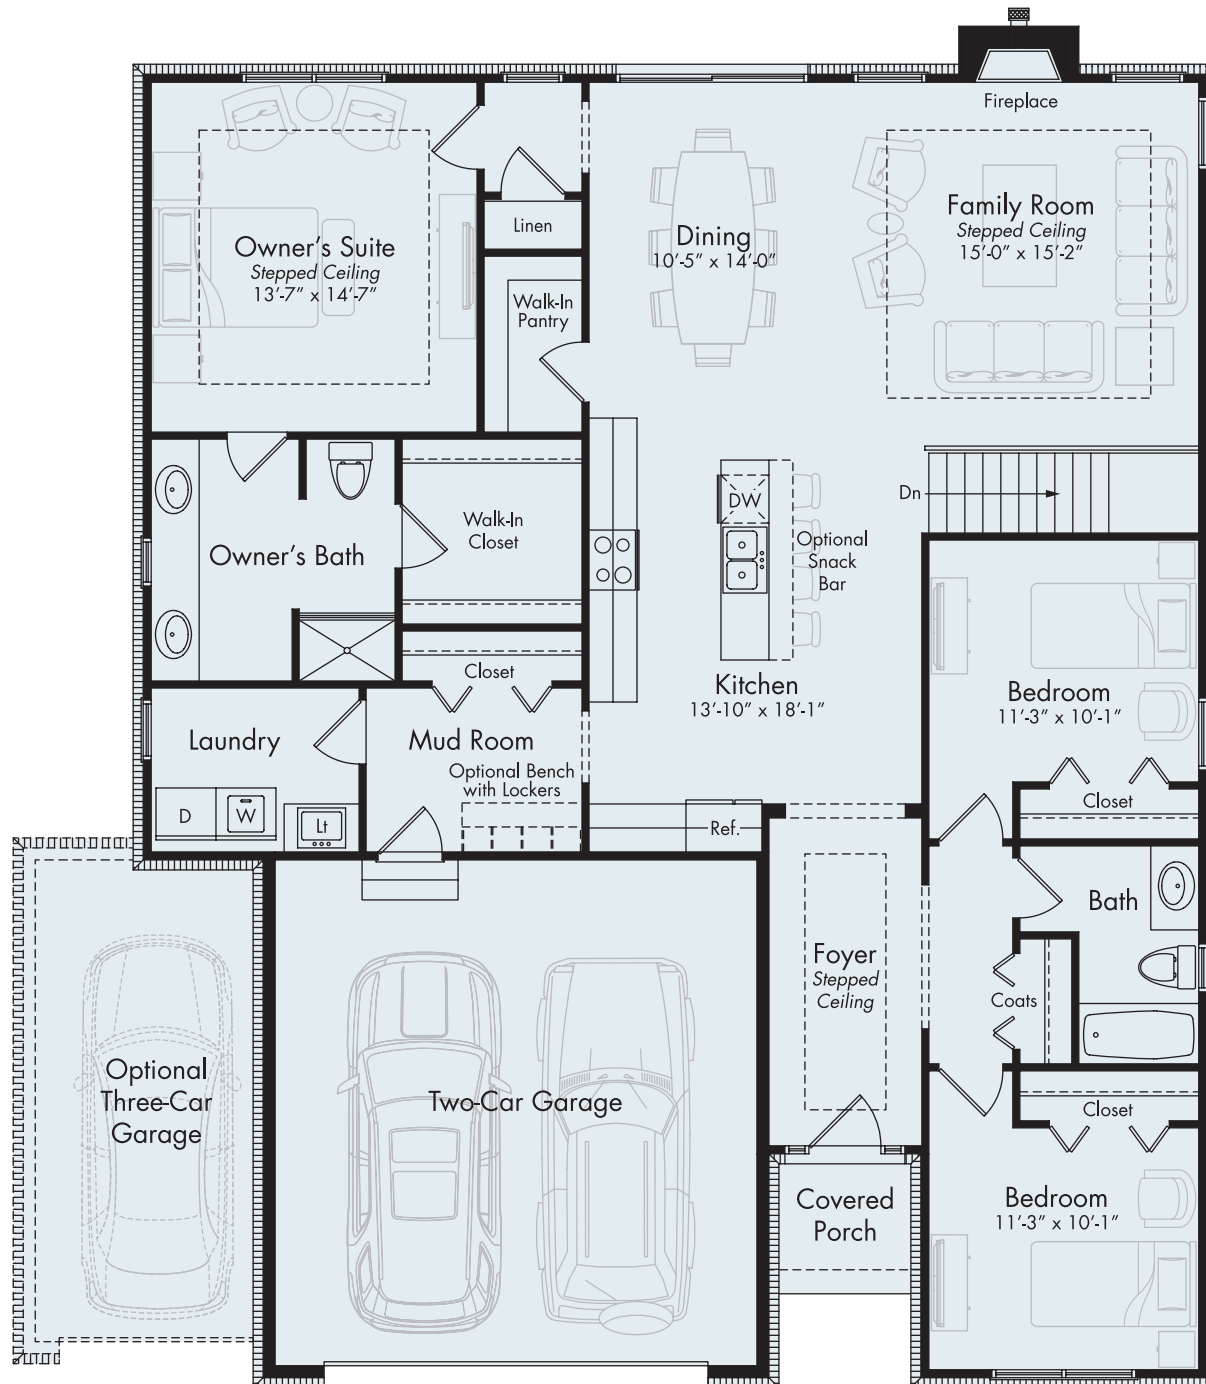 Fireplace
Owner's Suite
Stepped Ceiling
13'-7" x 14'-7"
Linen
Walk-In
Pantry
Dining
10'-5" x 14'-0"
Family Room
Stepped Ceiling
15'-0" x 15'-2"
Dn
Owner's Bath
Walk-In
Closet
DW
Optional
Snack
Bar
Closet
Kitchen
13'-10" x 18'-1"
Bedroom
11'-3" x 10'-1"
Closet
Laundry
D
W
Lt
Mud Room
Optional Bench
with Lockers
Ref.
Bath
Foyer
Stepped
Ceiling
Coats
Optional
Three-Car
Garage
Two-Car Garage
Closet
Covered
Porch
Bedroom
11'-3" x 10'-1"